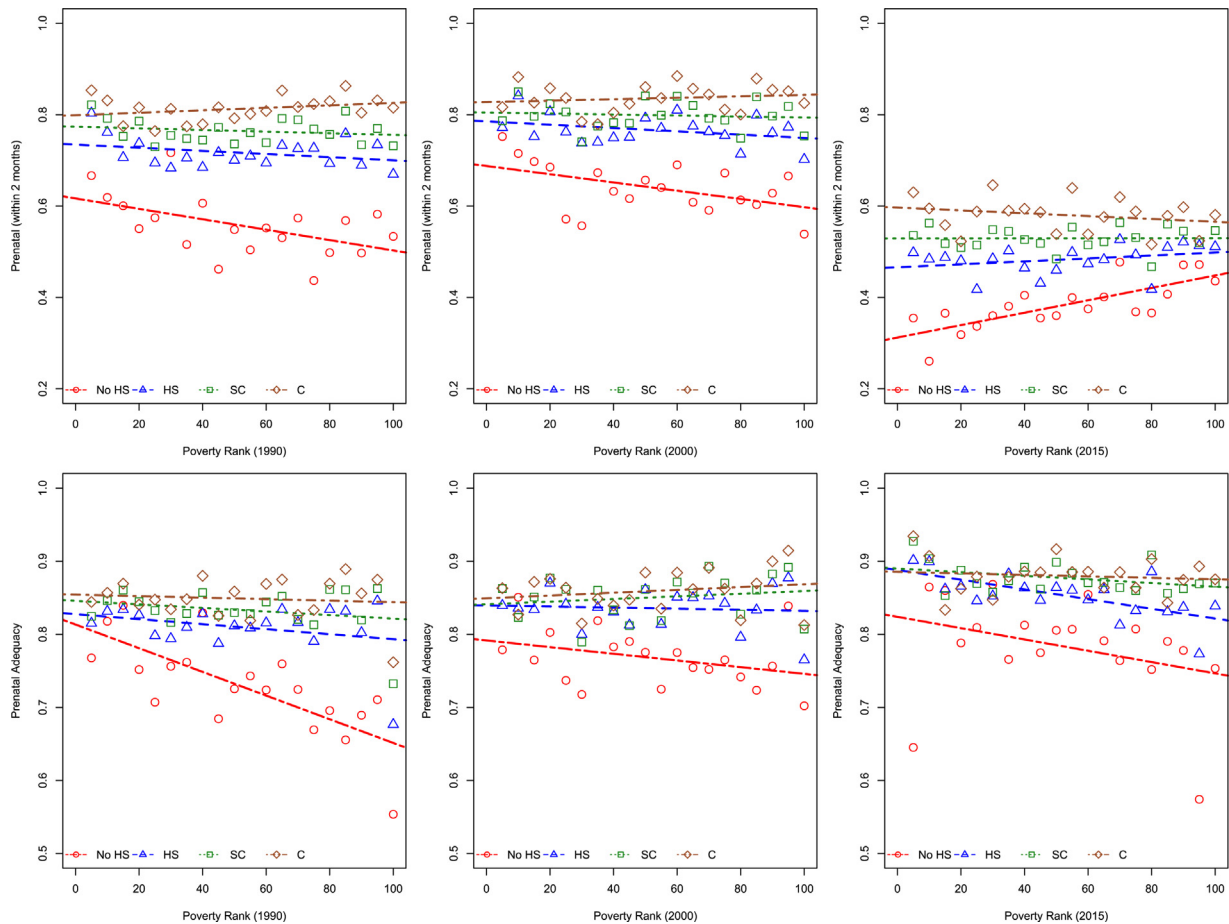 1.0
0.8
0.6
0.4
0.2
Prenatal (within 2 months)
No HS HS SC C
0 20 40 60 80 100
Poverty Rank (1990)
1.0
0.8
0.6
0.4
0.2
Prenatal (within 2 months)
No HS HS SC C
0 20 40 60 80 100
Poverty Rank (2000)
1.0
0.8
0.6
0.4
0.2
Prenatal (within 2 months)
No HS HS SC C
0 20 40 60 80 100
Poverty Rank (2015)
1.0
0.9
0.8
0.7
0.6
0.5
Prenatal Adequacy
No HS HS SC C
0 20 40 60 80 100
Poverty Rank (1990)
1.0
0.9
0.8
0.7
0.6
0.5
Prenatal Adequacy
No HS HS SC C
0 20 40 60 80 100
Poverty Rank (2000)
1.0
0.9
0.8
0.7
0.6
0.5
Prenatal Adequacy
No HS HS SC C
0 20 40 60 80 100
Poverty Rank (2015)